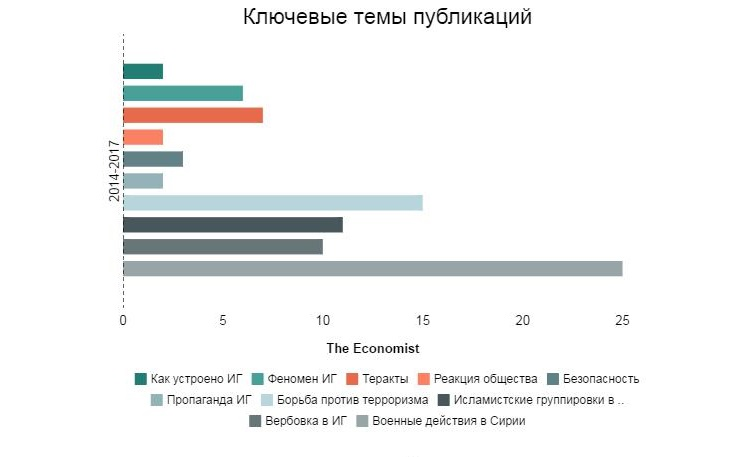 Ключевые темы публикаций
2014-2017
0 5 10 15 20 25
The Economist
Как устроено ИГ Феномен ИГ Теракты Реакция общества Безопасность
Пропаганда ИГ Борьба против терроризма Исламистские группировки в ..
Вербовка в ИГ Военные действия в Сирии